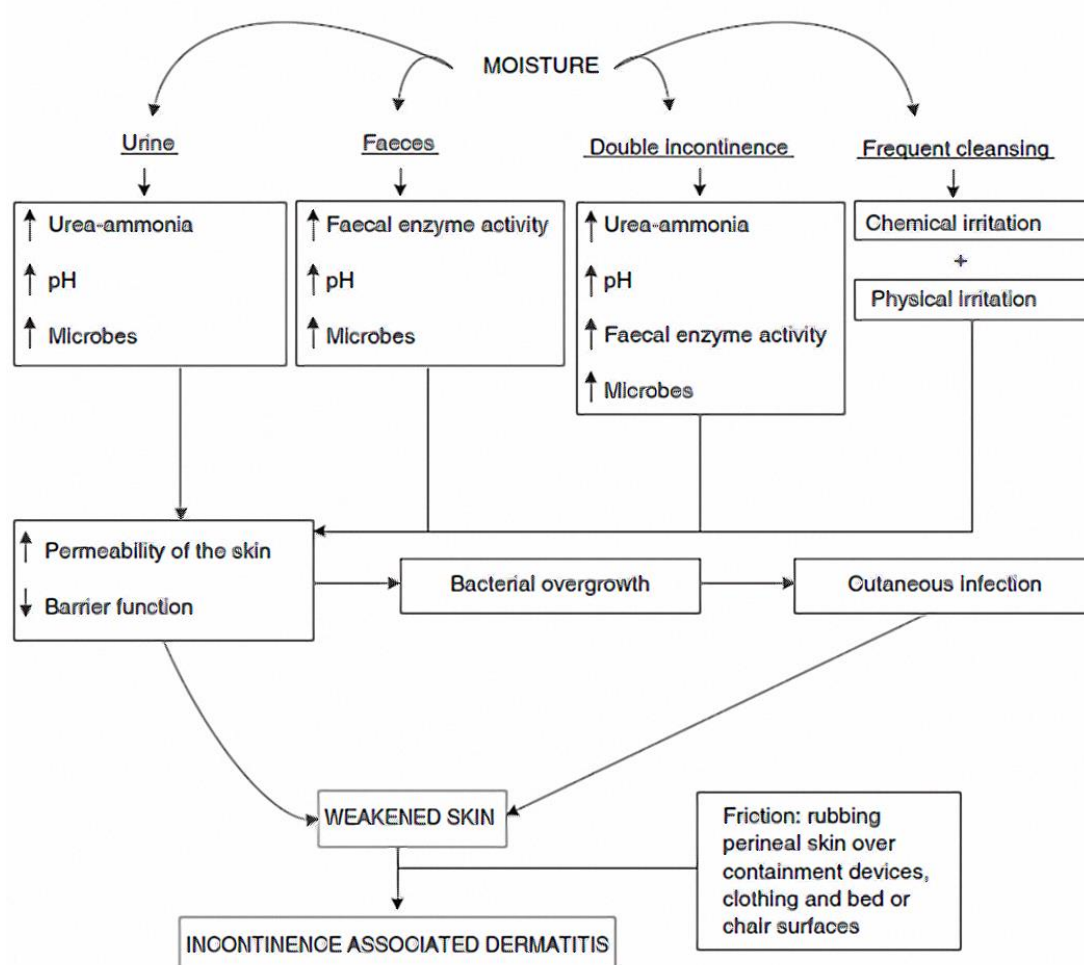 MOISTURE
Urine
Faeces
Double incontinence
Frequent cleansing
↑ Urea-ammonia
↑ pH
↑ Microbes
↑ Faecal enzyme activity
↑ pH
↑ Microbes
↑ Urea-ammonia
↑ pH
↑ Faecal enzyme activity
↑ Microbes
Chemical irritation
+
Physical irritation
↑ Permeability of the skin
↓ Barrier function
Bacterial overgrowth
Cutaneous infection
WEAKENED SKIN
Friction: rubbing
perineal skin over
containment devices,
clothing and bed or
chair surfaces
INCONTINENCE ASSOCIATED DERMATITIS